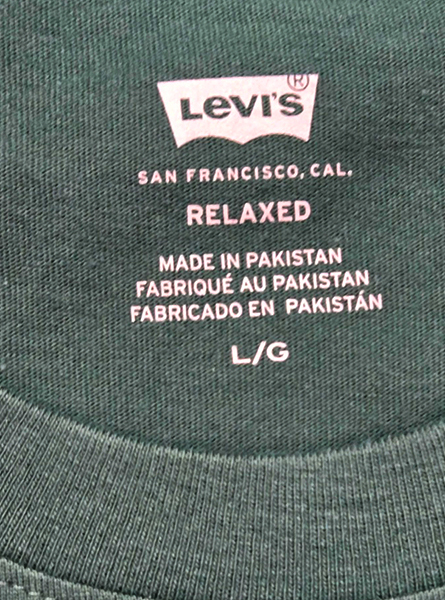 Levi's®
SAN FRANCISCO, CAL.
RELAXED
MADE IN PAKISTAN
FABRIQUÉ AU PAKISTAN
FABRICADO EN PAKISTÁN
L/G